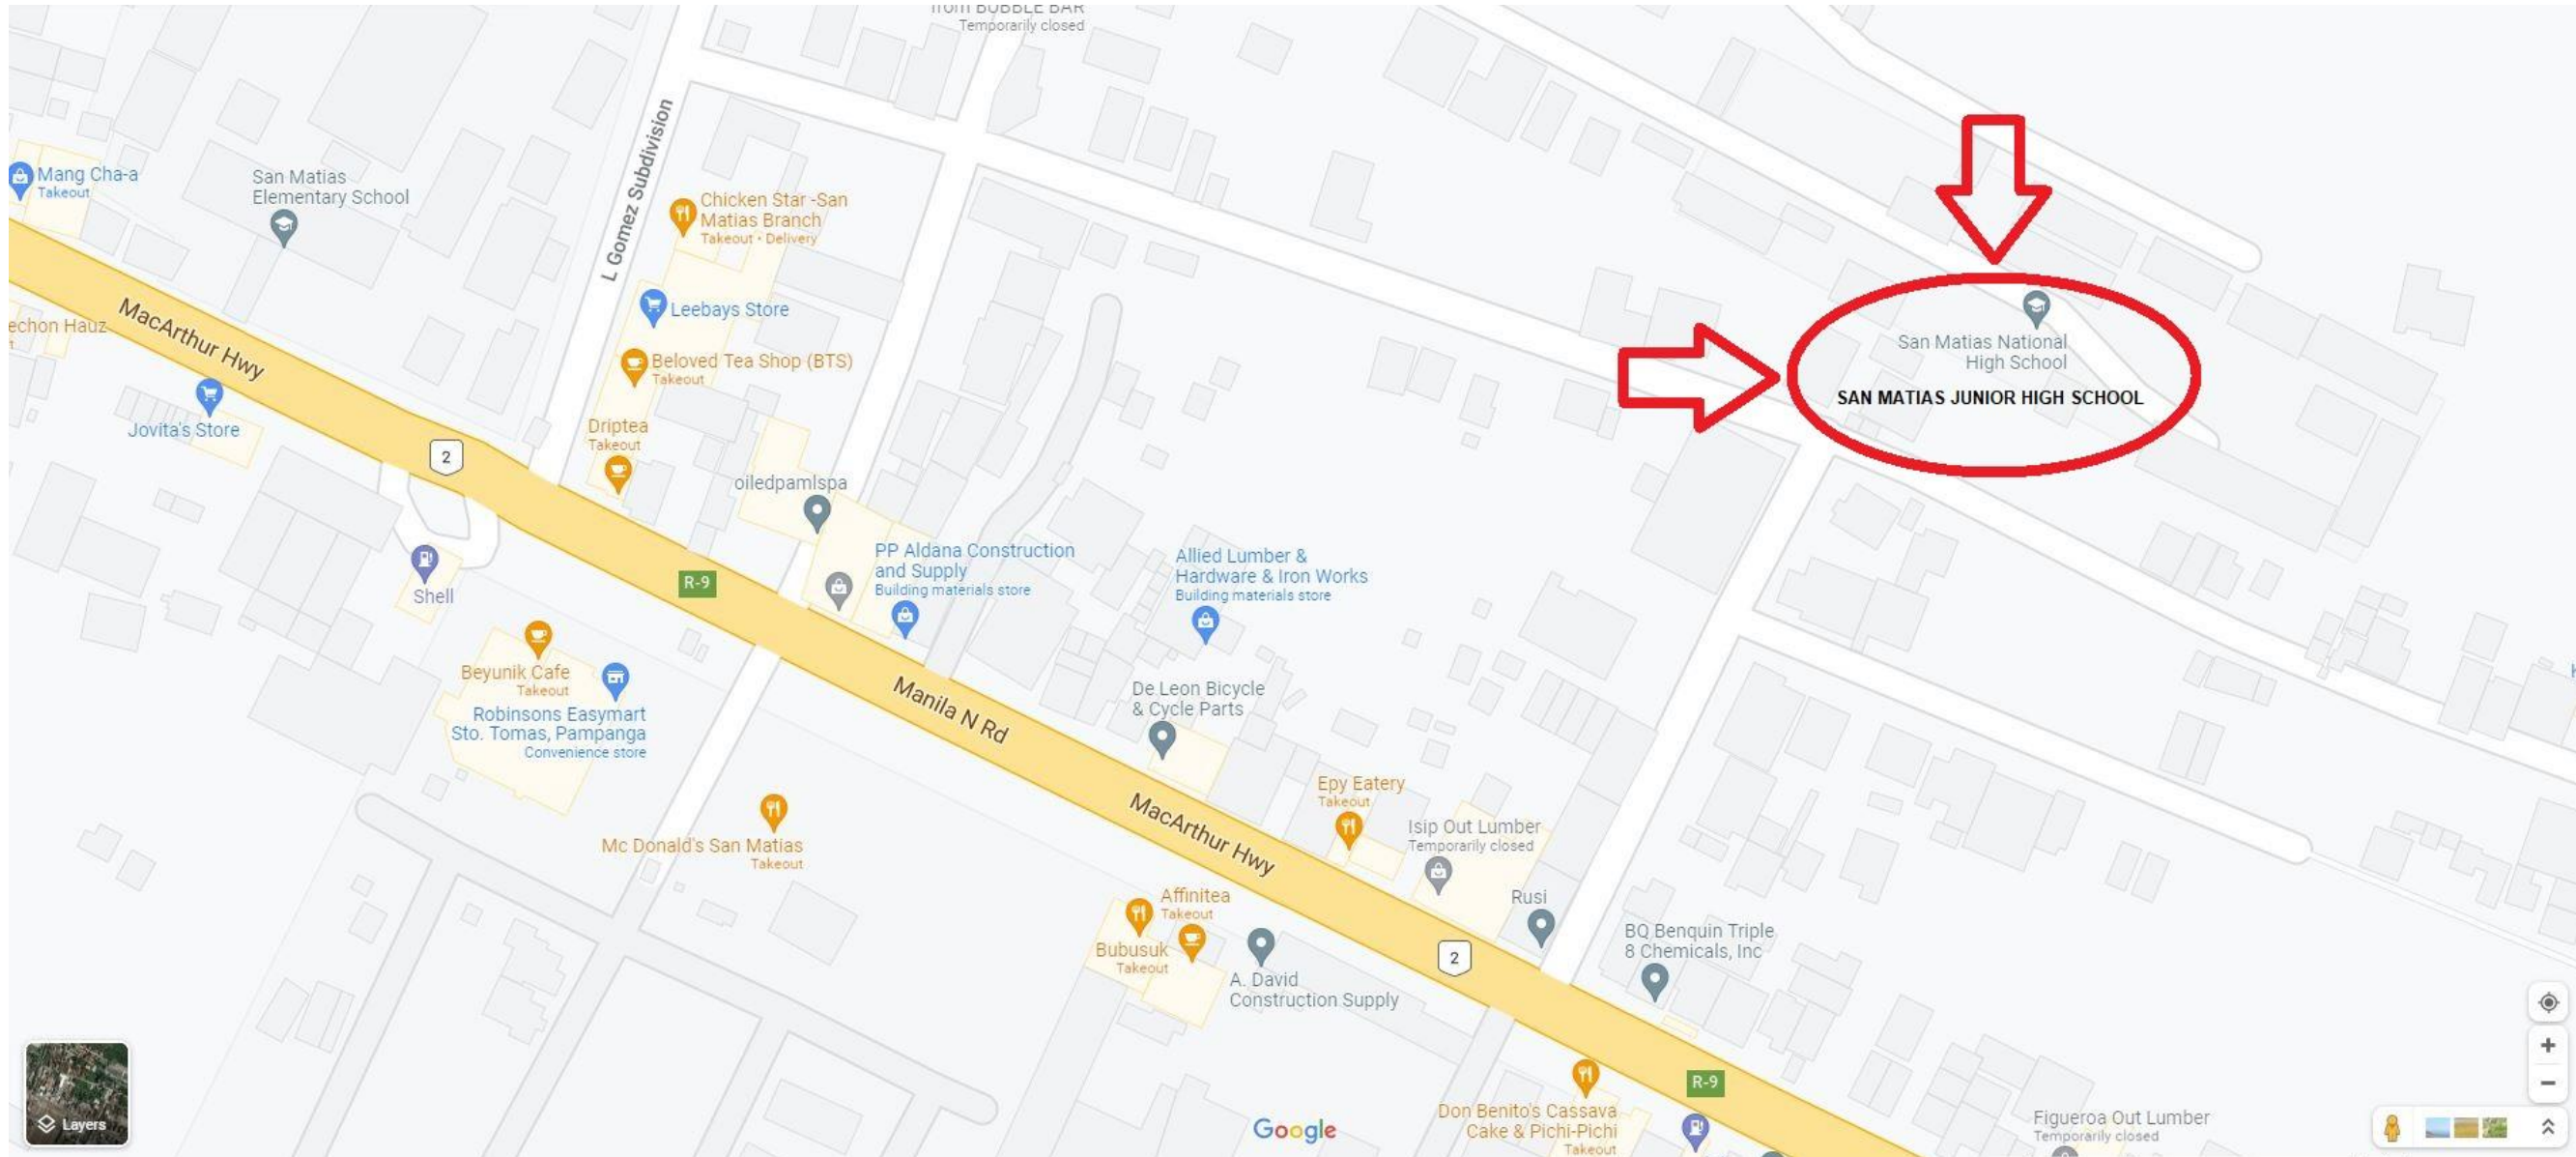 from BUBBLE BAR
Temporarily closed
Mang Cha-a
Takeout
San Matias
Elementary School
L Gomez Subdivision
Chicken Star -San
Matias Branch
Takeout • Delivery
Leebays Store
Beloved Tea Shop (BTS)
Takeout
echon Hauz
MacArthur Hwy
Jovita's Store
2
Driptea
Takeout
oiledpamlspa
San Matias National
High School
SAN MATIAS JUNIOR HIGH SCHOOL
Shell
R-9
PP Aldana Construction
and Supply
Building materials store
Allied Lumber &
Hardware & Iron Works
Building materials store
Beyunik Cafe
Takeout
Robinsons Easymart
Sto. Tomas, Pampanga
Convenience store
Manila N Rd
De Leon Bicycle
& Cycle Parts
Mc Donald's San Matias
Takeout
MacArthur Hwy
Epy Eatery
Takeout
Isip Out Lumber
Temporarily closed
Rusi
Affinitea
Takeout
Bubusuk
Takeout
A. David
Construction Supply
2
BQ Benquin Triple
8 Chemicals, Inc
R-9
Don Benito's Cassava
Cake & Pichi-Pichi
Takeout
Figueroa Out Lumber
Temporarily closed
Layers
Google